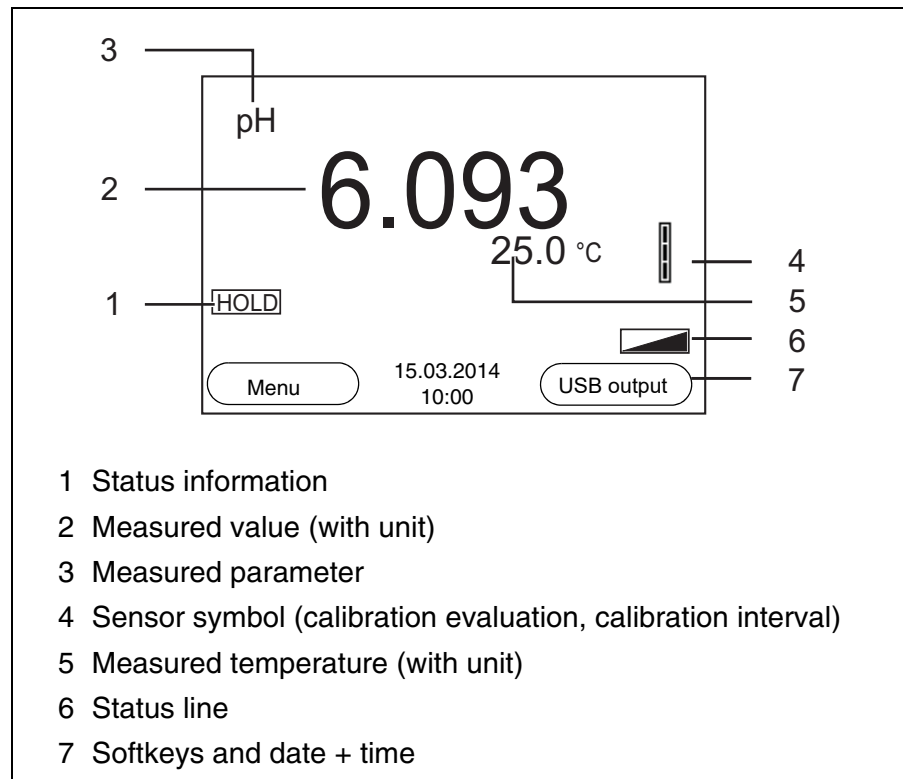 3
pH
2
6.093
25.0 °C
4
5
1
HOLD
6
Menu
15.03.2014
10:00
USB output
7
1 Status information
2 Measured value (with unit)
3 Measured parameter
4 Sensor symbol (calibration evaluation, calibration interval)
5 Measured temperature (with unit)
6 Status line
7 Softkeys and date + time